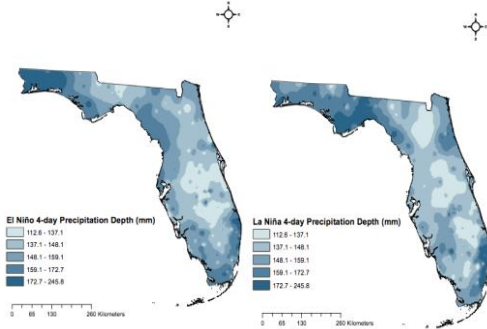 N
W E
S
El Niño 4-day Precipitation Depth (mm)
112.6 - 137.1
137.1 - 148.1
148.1 - 159.1
159.1 - 172.7
172.7 - 245.8
0 65 130 260 Kilometers
N
W E
S
La Niña 4-day Precipitation Depth (mm)
112.6 - 137.1
137.1 - 148.1
148.1 - 159.1
159.1 - 172.7
172.7 - 245.8
0 65 130 260 Kilometers